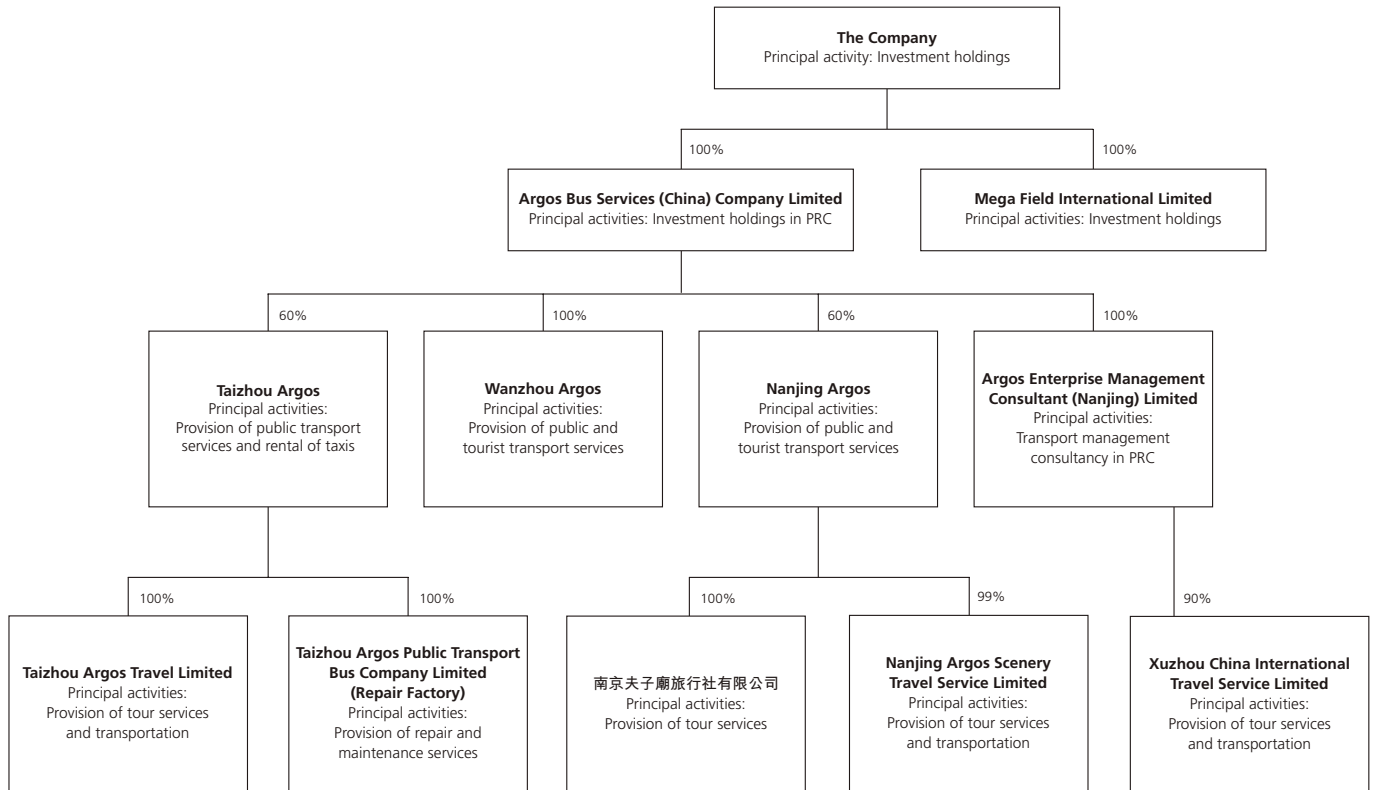 The Company
Principal activity: Investment holdings
100%
100%
Argos Bus Services (China) Company Limited
Principal activities: Investment holdings in PRC
Mega Field International Limited
Principal activities: Investment holdings
60%
100%
60%
100%
Taizhou Argos
Principal activities:
Provision of public transport
services and rental of taxis
Wanzhou Argos
Principal activities:
Provision of public and
tourist transport services
Nanjing Argos
Principal activities:
Provision of public and
tourist transport services
Argos Enterprise Management
Consultant (Nanjing) Limited
Principal activities:
Transport management
consultancy in PRC
100%
100%
100%
99%
90%
Taizhou Argos Travel Limited
Principal activities:
Provision of tour services
and transportation
Taizhou Argos Public Transport
Bus Company Limited
(Repair Factory)
Principal activities:
Provision of repair and
maintenance services
南京夫子廟旅行社有限公司
Principal activities:
Provision of tour services
Nanjing Argos Scenery
Travel Service Limited
Principal activities:
Provision of tour services
and transportation
Xuzhou China International
Travel Service Limited
Principal activities:
Provision of tour services
and transportation